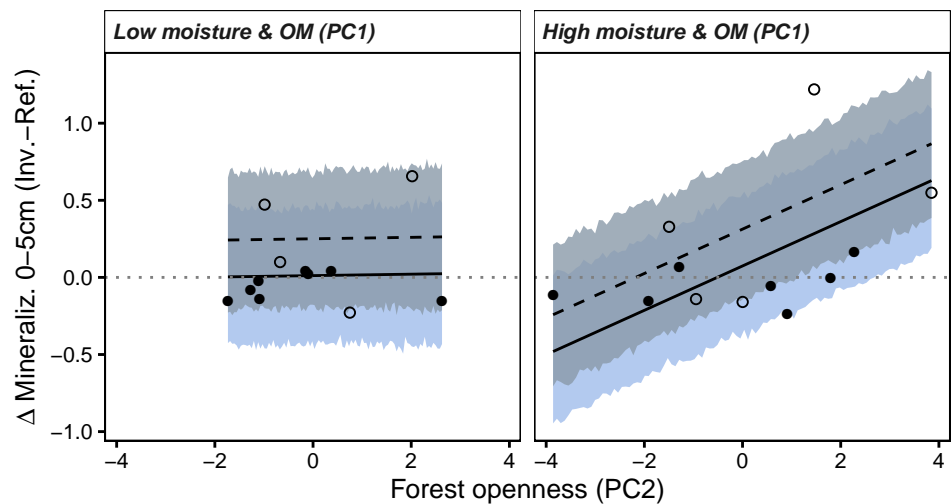 Low moisture & OM (PC1)
High moisture & OM (PC1)
Δ Mineraliz. 0−5cm (Inv.−Ref.)
1.0
0.5
0.0
−0.5
−1.0
−4 −2 0 2 4
−4 −2 0 2 4
Forest openness (PC2)